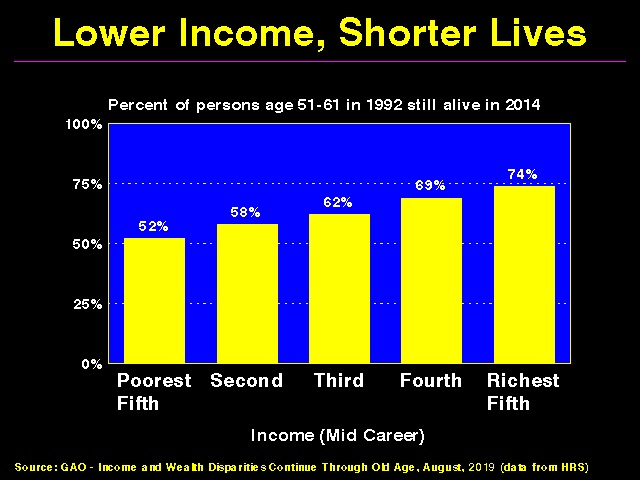 Lower Income, Shorter Lives
Percent of persons age 51-61 in 1992 still alive in 2014
100%
75%
50%
25%
0%
52%
58%
62%
69%
74%
Poorest Fifth
Second
Third
Fourth
Richest Fifth
Income (Mid Career)
Source: GAO - Income and Wealth Disparities Continue Through Old Age, August, 2019 (data from HRS)